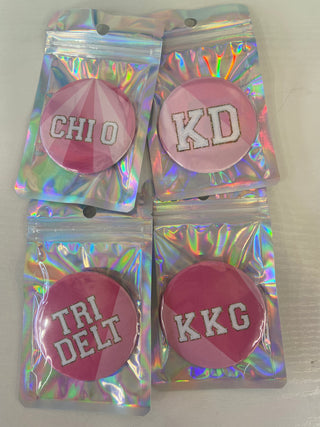 CHI O
KD
TRI
DELT
KKG